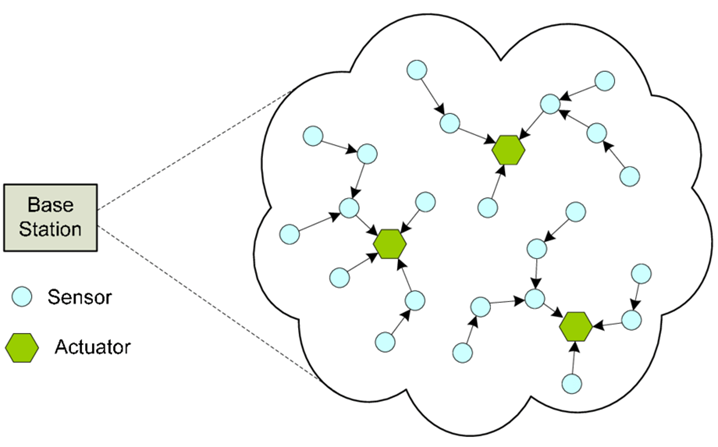 Base
Station
Sensor
Actuator